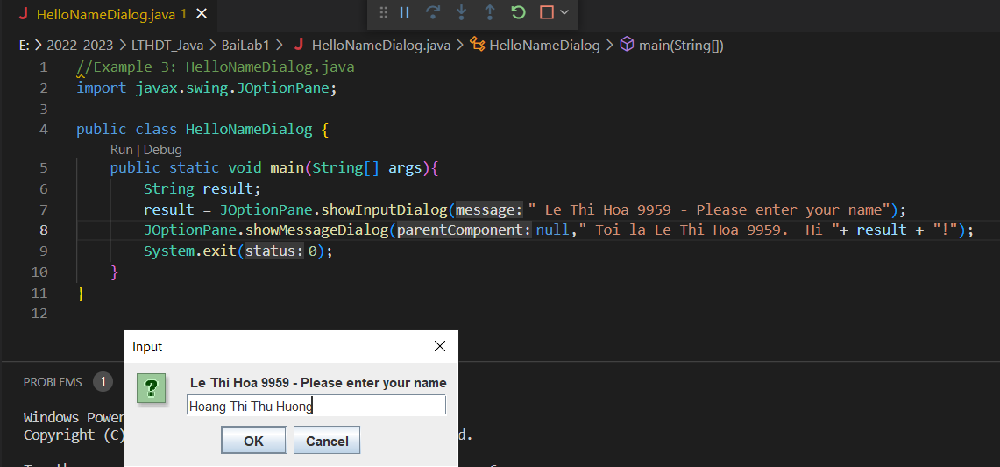 J HelloNameDialog.java 1 ×
E: > 2022-2023 > LTHDT_Java > BaiLab1 > J HelloNameDialog.java > HelloNameDialog > main(String[])
1 //Example 3: HelloNameDialog.java
2 import javax.swing.JOptionPane;
3
4 public class HelloNameDialog {
Run | Debug
5 public static void main(String[] args){
6 String result;
7 result = JOptionPane.showInputDialog(message:" Le Thi Hoa 9959 - Please enter your name");
8 JOptionPane.showMessageDialog(parentComponent:null," Toi la Le Thi Hoa 9959.  Hi "+ result + "!");
9 System.exit(status:0);
10 }
11 }
12
Input
Le Thi Hoa 9959 - Please enter your name
Hoang Thi Thu Huong
OK Cancel
PROBLEMS 1
Windows Power
Copyright (C) d.